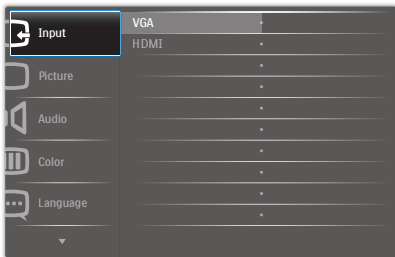 Input
VGA
HDMI
Picture
Audio
Color
Language